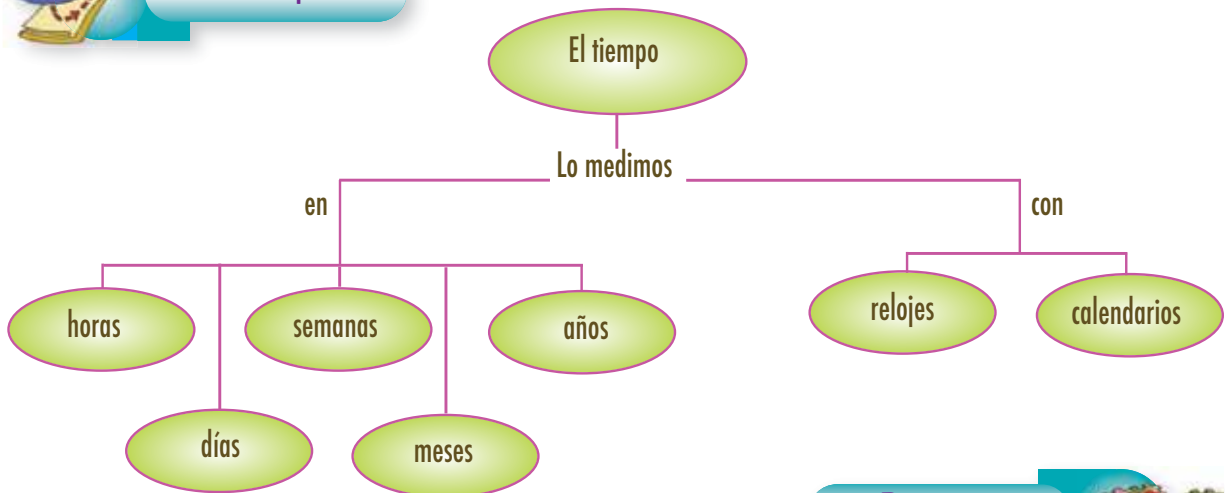 El tiempo
Lo medimos
en
con
horas
semanas
años
relojes
calendarios
días
meses